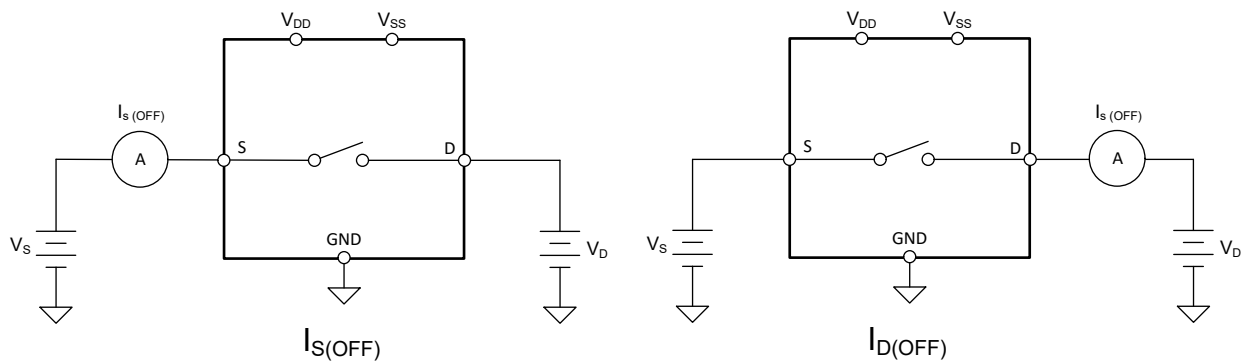 VDD VSS
Is (OFF)
A
S D
VS
GND
VD
IS(OFF)
VDD VSS
Is (OFF)
S D
A
VS
GND
VD
ID(OFF)